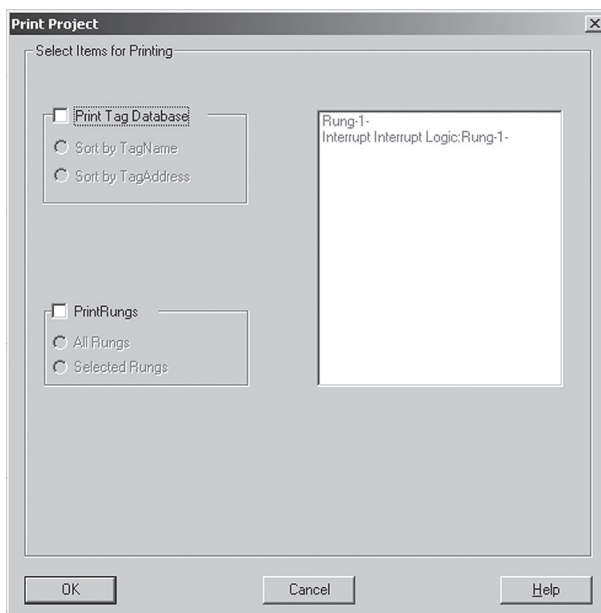 Print Project
Select Items for Printing
Print Tag Database
Sort by TagName
Sort by TagAddress
Rung-1-
Interrupt Interrupt Logic:Rung-1-
PrintRungs
All Rungs
Selected Rungs
OK
Cancel
Help